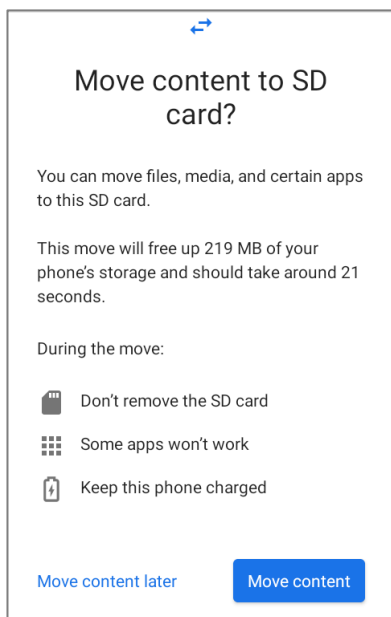 Move content to SD
card?
You can move files, media, and certain apps
to this SD card.
This move will free up 219 MB of your
phone’s storage and should take around 21
seconds.
During the move:
Don’t remove the SD card
Some apps won’t work
Keep this phone charged
Move content later
Move content